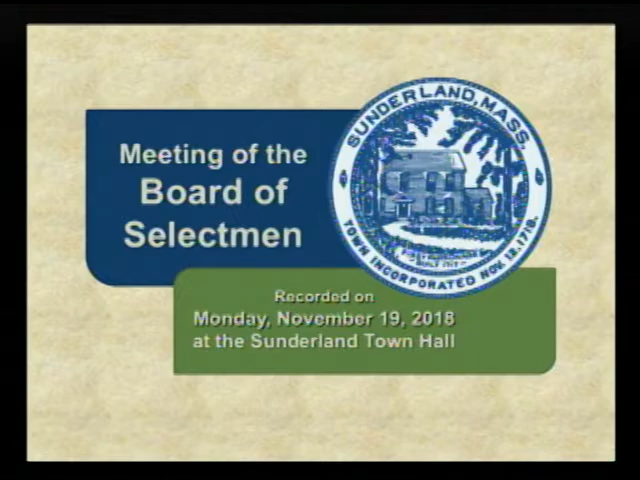 Meeting of the
Board of
Selectmen
SUNDERLAND, MASS.
TOWN INCORPORATED NOV. 12, 1718.
Recorded on
Monday, November 19, 2018
at the Sunderland Town Hall